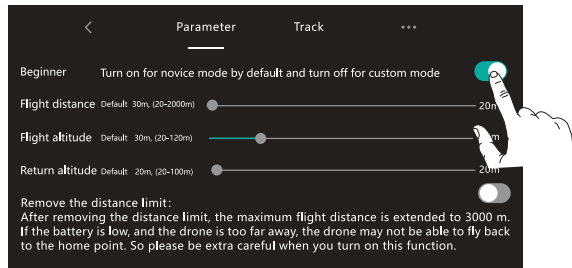 Parameter Track ...
Beginner Turn on for novice mode by default and turn off for custom mode
Flight distance Default 30m, (20-2000m) 20m
Flight altitude Default 30m, (20-120m) m
Return altitude Default 20m, (20-100m) 20m
Remove the distance limit:
After removing the distance limit, the maximum flight distance is extended to 3000 m.
If the battery is low, and the drone is too far away, the drone may not be able to fly back
to the home point. So please be extra careful when you turn on this function.